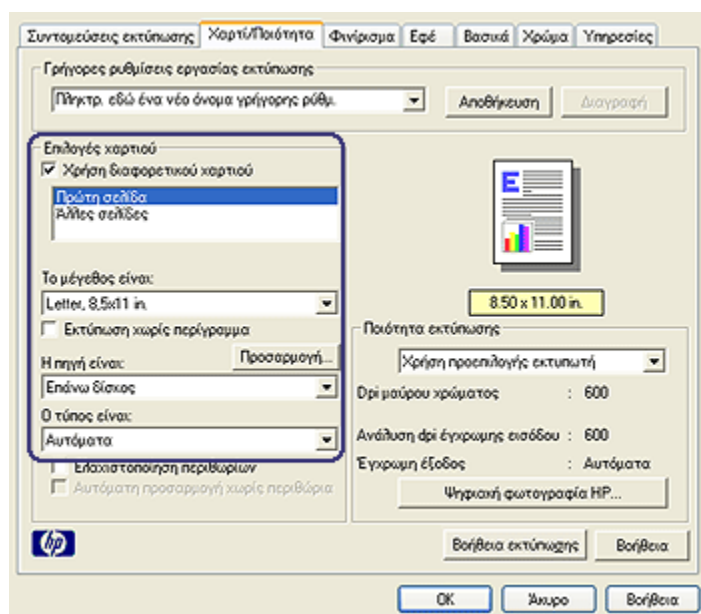 Συντομεύσεις εκτύπωσης Χαρτί/Ποιότητα Φινίρισμα Εφέ Βασικά Χρώμα Υπηρεσίες
Γρήγορες ρυθμίσεις εργασίας εκτύπωσης
Πληκτρ. εδώ ένα νέο όνομα γρήγορης ρύθμ. Αποθήκευση Διαγραφή
Επιλογές χαρτιού
Χρήση διαφορετικού χαρτιού
Πρώτη σελίδα
Άλλες σελίδες
Το μέγεθος είναι:
Letter, 8,5x11 in.
Εκτύπωση χωρίς περίγραμμα
Προσαρμογή...
Η πηγή είναι:
Επάνω δίσκος
Ο τύπος είναι:
Αυτόματα
Ελαχιστοποίηση περιθωρίων
Αυτόματη προσαρμογή χωρίς περιθώρια
E
8.50 x 11.00 in.
Ποιότητα εκτύπωσης
Χρήση προεπιλογής εκτυπωτή
Dpi μαύρου χρώματος : 600
Ανάλυση dpi έγχρωμης εισόδου : 600
Έγχρωμη έξοδος : Αυτόματα
Ψηφιακή φωτογραφία HP...
hp
Βοήθεια εκτύπωσης Βοήθεια
OK Άκυρο Βοήθεια